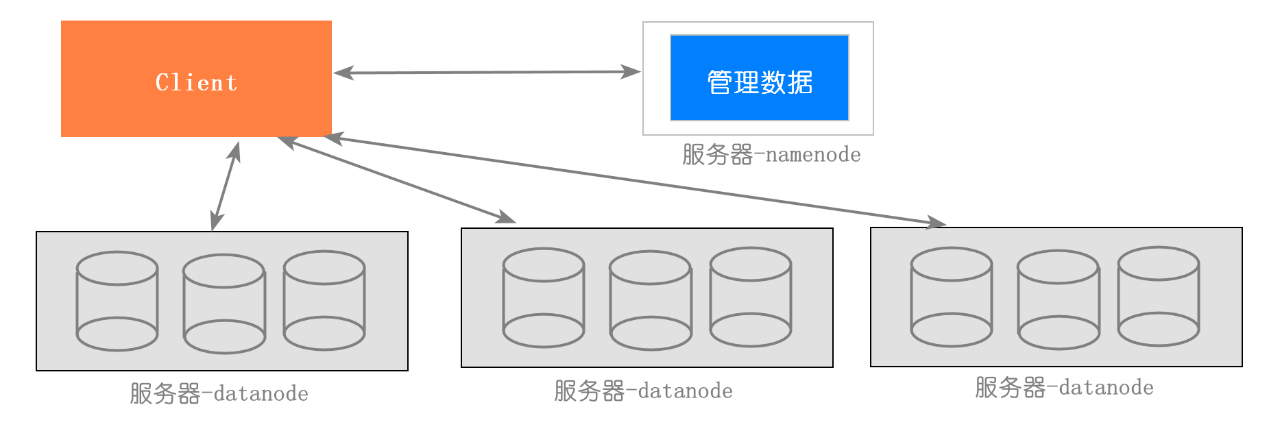 Client
管理数据
服务器-namenode
服务器-datanode
服务器-datanode
服务器-datanode